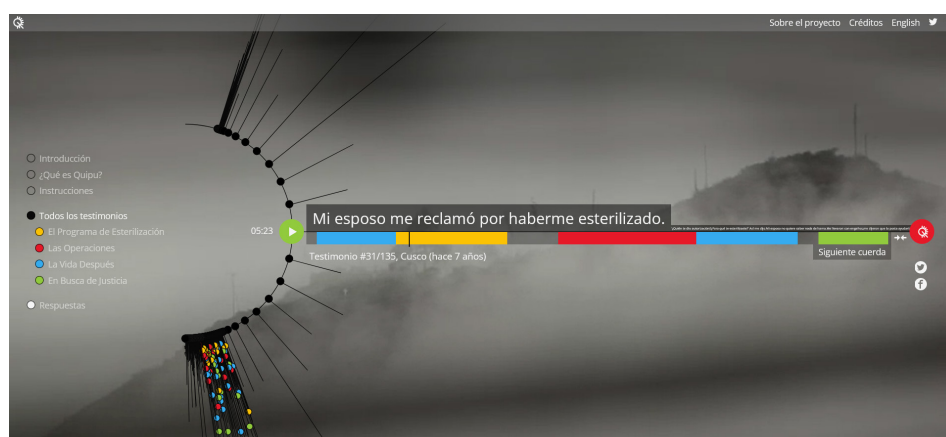 Sobre el proyecto Créditos English
Introducción
¿Qué es Quipu?
Instrucciones
Todos los testimonios
El Programa de Esterilización
Las Operaciones
La Vida Después
En Busca de Justicia
Respuestas
05:23
Mi esposo me reclamó por haberme esterilizado.
Testimonio #31/135, Cusco (hace 7 años)
Siguiente cuerda